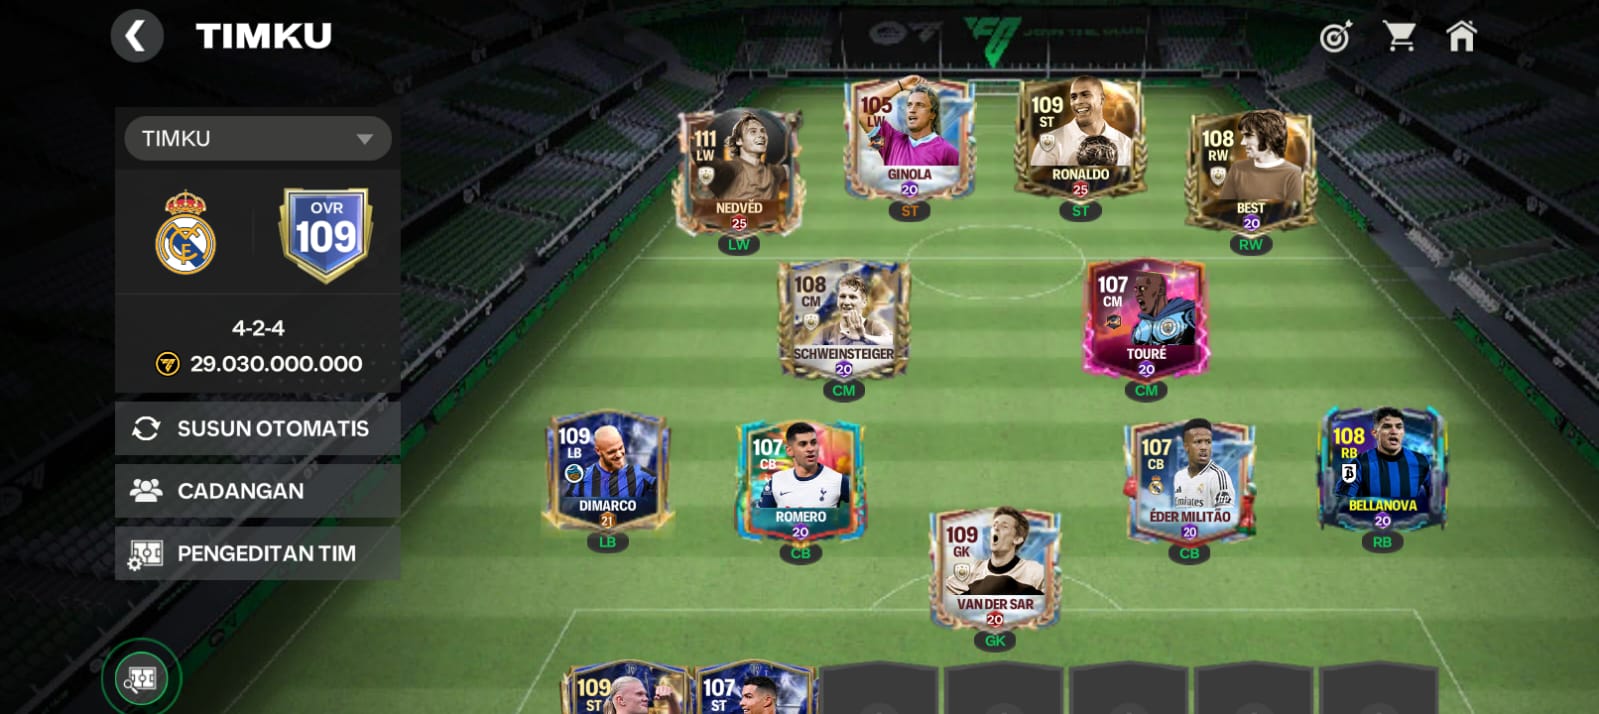 TIMKU
TIMKU
OVR
109
4-2-4
29.030.000.000
SUSUN OTOMATIS
CADANGAN
PENGEDITAN TIM
111
LW
NEDVĚD
25
LW
105
LW
GINOLA
20
ST
109
ST
RONALDO
25
ST
108
RW
BEST
20
RW
108
CM
SCHWEINSTEIGER
20
CM
107
CM
TOURÉ
20
CM
109
LB
DIMARCO
21
LB
107
CB
ROMERO
20
CB
107
CB
ÉDER MILITÃO
20
CB
108
RB
BELLANOVA
20
RB
109
GK
VAN DER SAR
20
GK
109
ST
107
ST